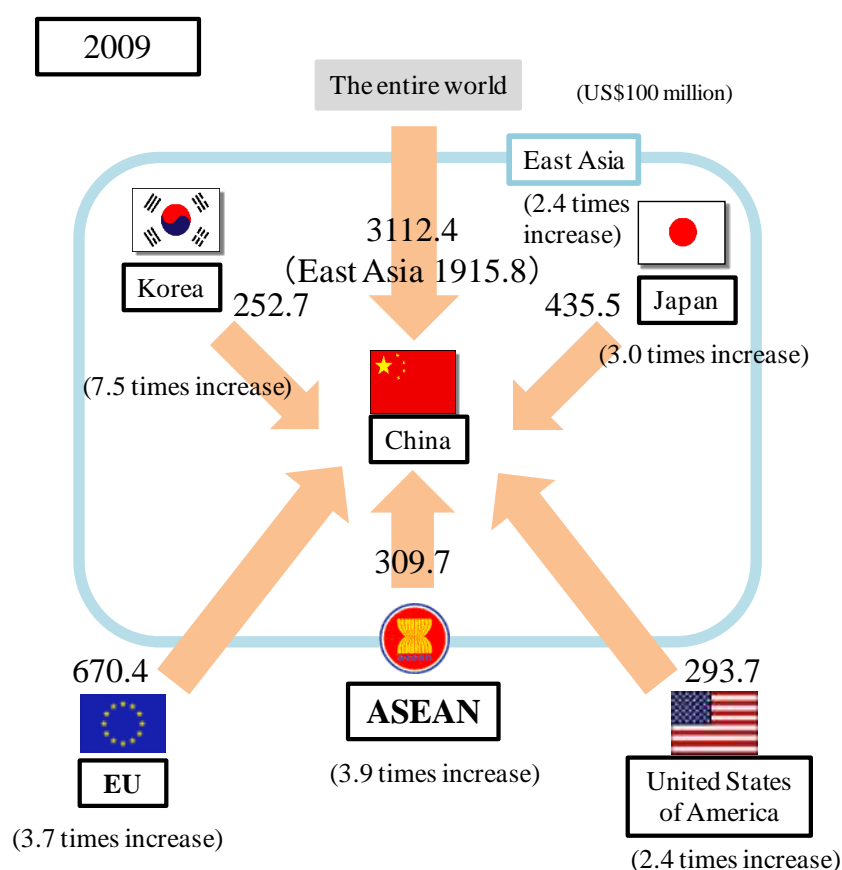 2009
The entire world
(US$100 million)
East Asia
(2.4 times
increase)
3112.4
（East Asia 1915.8）
Korea
252.7
435.5
Japan
(7.5 times increase)
(3.0 times increase)
China
309.7
670.4
293.7
ASEAN
EU
(3.9 times increase)
United States
of America
(3.7 times increase)
(2.4 times increase)